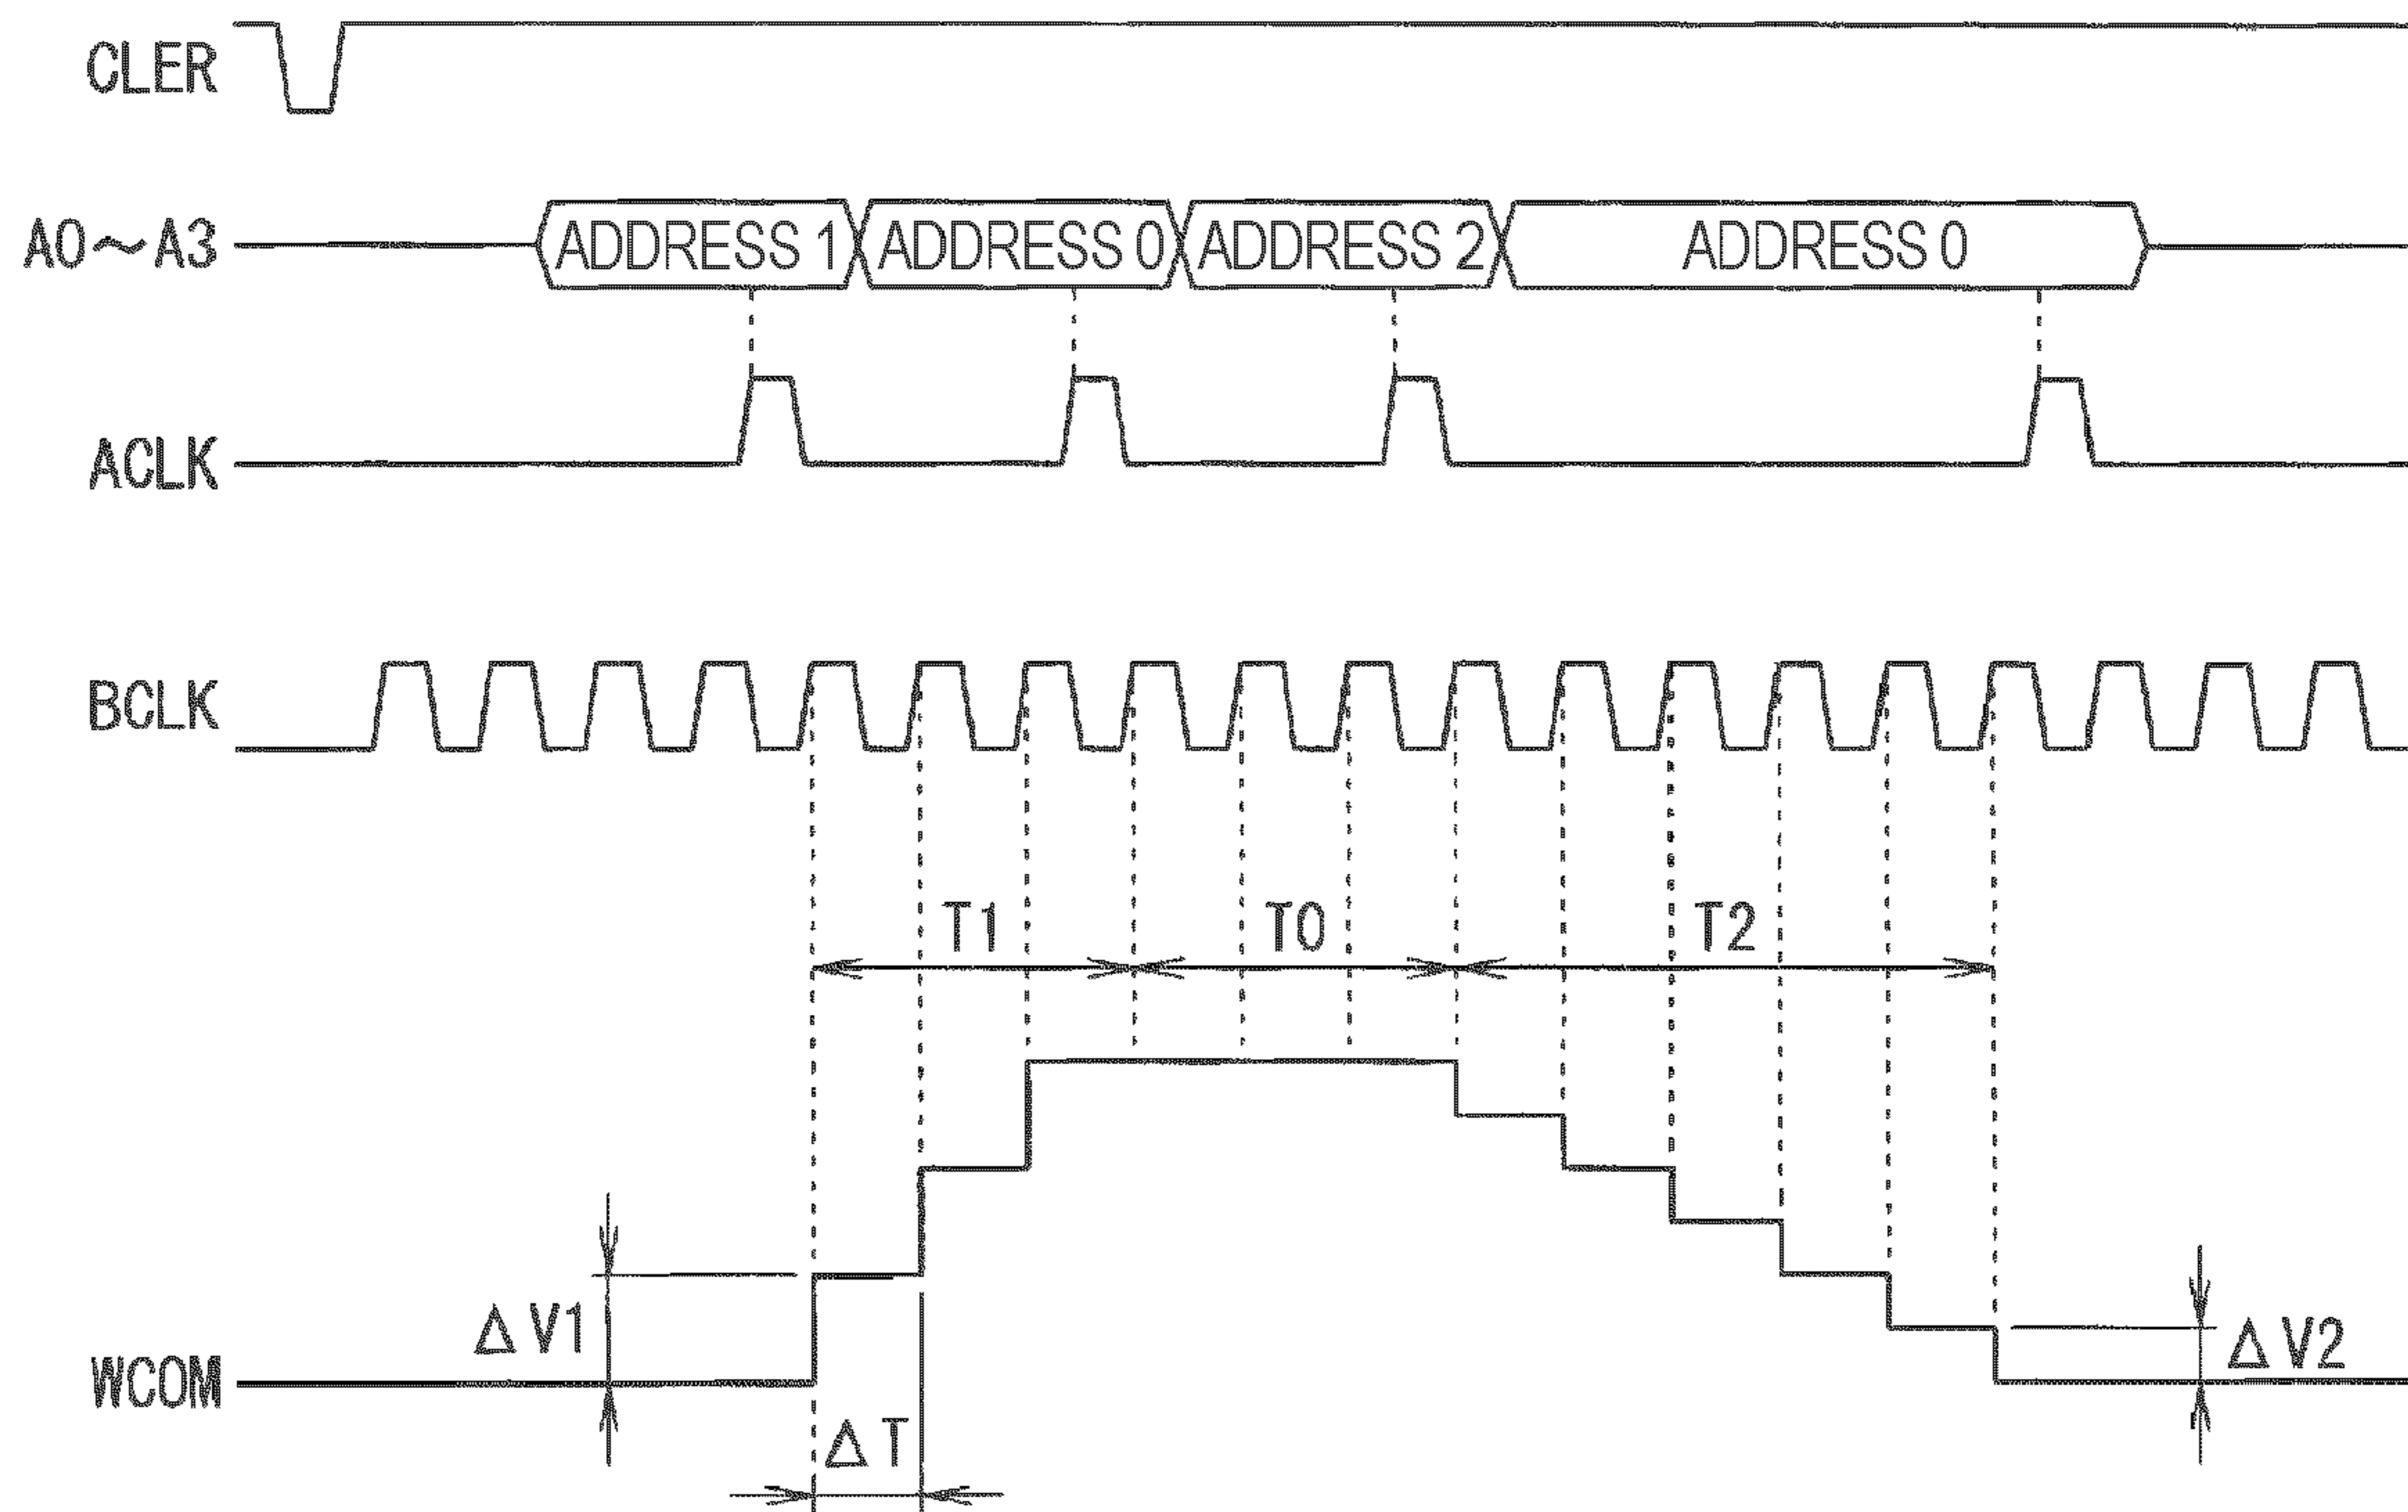 CLER
A0~A3 ADDRESS 1 ADDRESS 0 ADDRESS 2 ADDRESS 0
ACLK
BCLK
T1 T0 T2
ΔV1 ΔV2
WCOM
ΔT